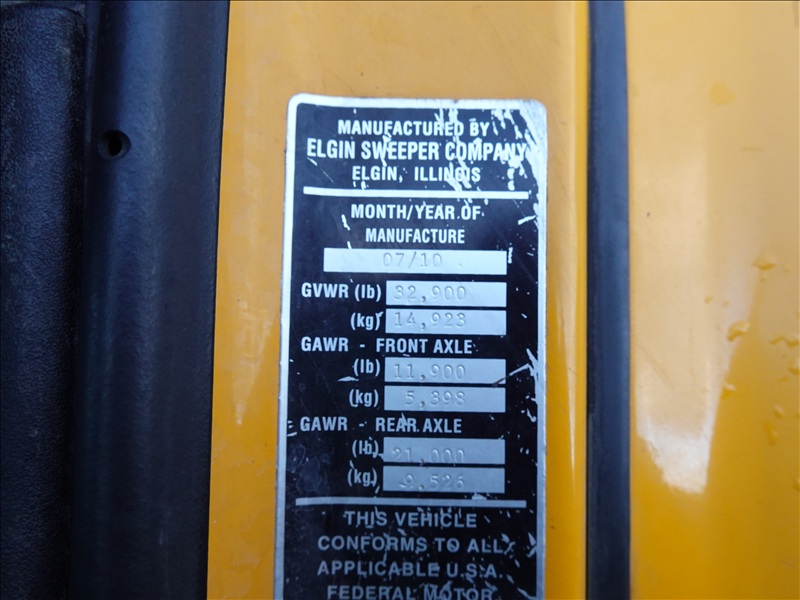 MANUFACTURED BY
ELGIN SWEEPER COMPANY
ELGIN, ILLINOIS
MONTH/YEAR OF
MANUFACTURE
07/10
GVWR (lb) 32,900
(kg) 14,923
GAWR - FRONT AXLE
(lb) 11,900
(kg) 5,398
GAWR - REAR AXLE
(lb) 21,000
(kg) 9,526
THIS VEHICLE
CONFORMS TO ALL
APPLICABLE U.S.A.
FEDERAL MOTOR